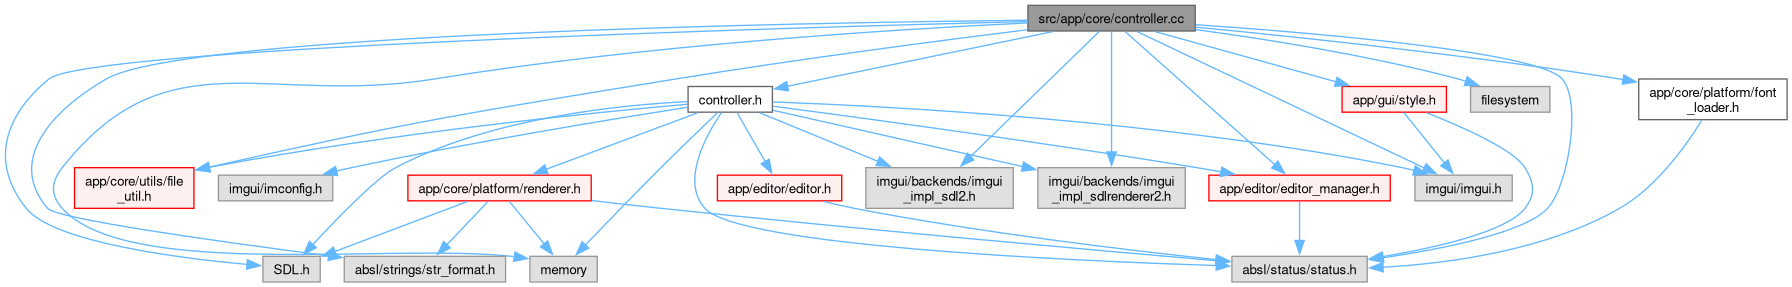 src/app/core/controller.cc
controller.h
app/gui/style.h
filesystem
app/core/platform/font
_loader.h
app/core/utils/file
_util.h
imgui/imconfig.h
app/core/platform/renderer.h
app/editor/editor.h
imgui/backends/imgui
_impl_sdl2.h
imgui/backends/imgui
_impl_sdlrenderer2.h
app/editor/editor_manager.h
imgui/imgui.h
SDL.h
absl/strings/str_format.h
memory
absl/status/status.h